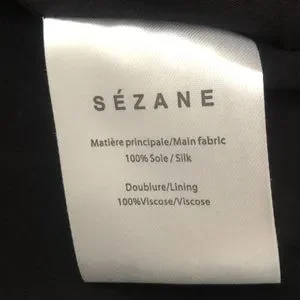 SÉZANE
Matière principale/Main fabric
100% Soie / Silk
Doublure/Lining
100%Viscose/Viscose